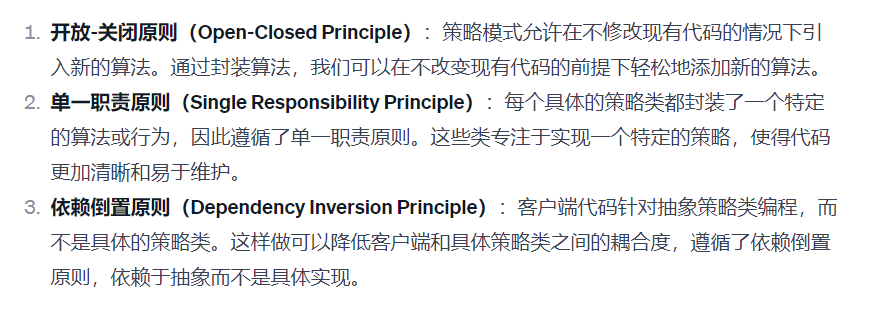 1. 开放-关闭原则（Open-Closed Principle）：策略模式允许在不修改现有代码的情况下引
入新的算法。通过封装算法，我们可以在不改变现有代码的前提下轻松地添加新的算法。
2. 单一职责原则（Single Responsibility Principle）：每个具体的策略类都封装了一个特定
的算法或行为，因此遵循了单一职责原则。这些类专注于实现一个特定的策略，使得代码
更加清晰和易于维护。
3. 依赖倒置原则（Dependency Inversion Principle）：客户端代码针对抽象策略类编程，而
不是具体的策略类。这样做可以降低客户端和具体策略类之间的耦合度，遵循了依赖倒置
原则，依赖于抽象而不是具体实现。